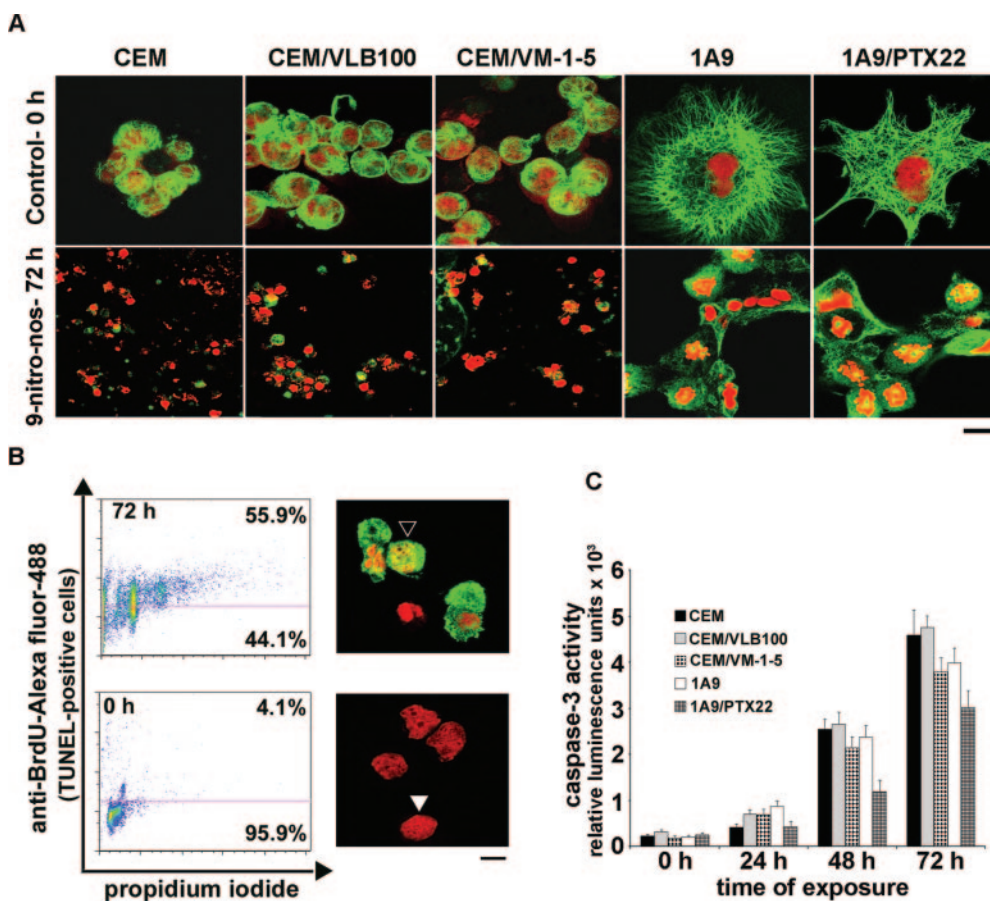 A
CEM
CEM/VLB100
CEM/VM-1-5
1A9
1A9/PTX22
Control- 0 h
9-nitro-nos- 72 h
B
anti-BrdU-Alexa fluor-488
(TUNEL-positive cells)
72 h
55.9%
44.1%
0 h
4.1%
95.9%
propidium iodide
C
caspase-3 activity
relative luminescence units x 10³
6
5
4
3
2
1
0
CEM
CEM/VLB100
CEM/VM-1-5
1A9
1A9/PTX22
0 h
24 h
48 h
72 h
time of exposure